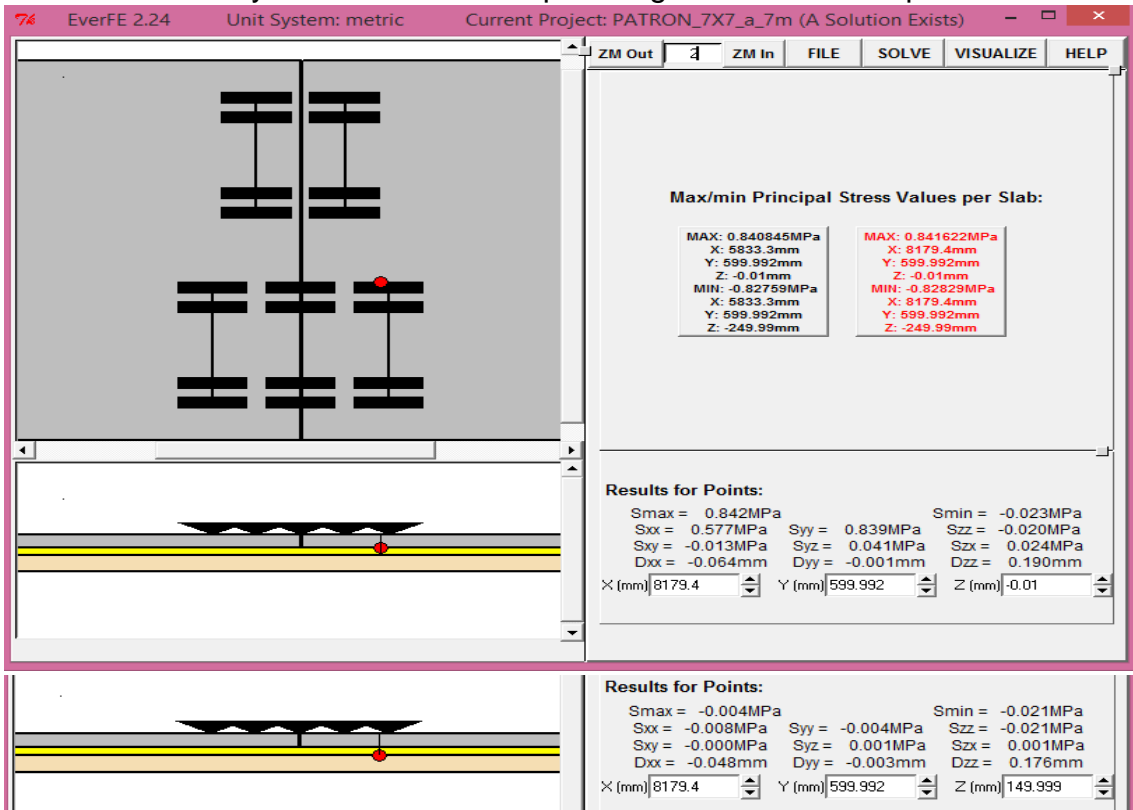 EverFE 2.24 Unit System: metric Current Project: PATRON_7X7_a_7m (A Solution Exists)
ZM Out 2 ZM In FILE SOLVE VISUALIZE HELP
Max/min Principal Stress Values per Slab:
MAX: 0.840845MPa
X: 5833.3mm
Y: 599.992mm
Z: -0.01mm
MIN: -0.82759MPa
X: 5833.3mm
Y: 599.992mm
Z: -249.99mm
MAX: 0.841622MPa
X: 8179.4mm
Y: 599.992mm
Z: -0.01mm
MIN: -0.82829MPa
X: 8179.4mm
Y: 599.992mm
Z: -249.99mm
Results for Points:
Smax = 0.842MPa Smin = -0.023MPa
Sxx = 0.577MPa Syy = 0.839MPa Szz = -0.020MPa
Sxy = -0.013MPa Syz = 0.041MPa Szx = 0.024MPa
Dxx = -0.064mm Dyy = -0.001mm Dzz = 0.190mm
X (mm) 8179.4 Y (mm) 599.992 Z (mm) -0.01
Results for Points:
Smax = -0.004MPa Smin = -0.021MPa
Sxx = -0.008MPa Syy = -0.004MPa Szz = -0.021MPa
Sxy = -0.000MPa Syz = 0.001MPa Szx = 0.001MPa
Dxx = -0.048mm Dyy = -0.003mm Dzz = 0.176mm
X (mm) 8179.4 Y (mm) 599.992 Z (mm) 149.999